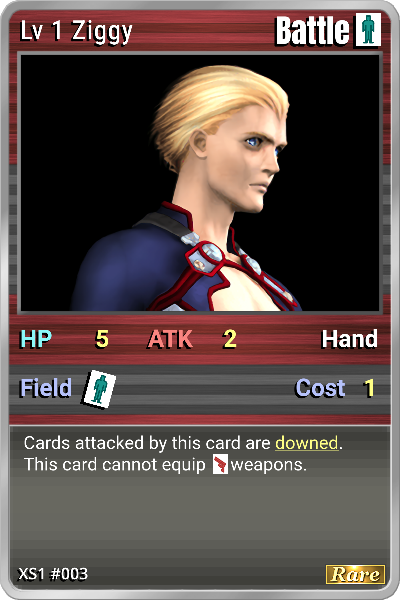 Lv 1 Ziggy
Battle
HP 5 ATK 2 Hand
Field Cost 1
Cards attacked by this card are downed.
This card cannot equip weapons.
XS1 #003
Rare